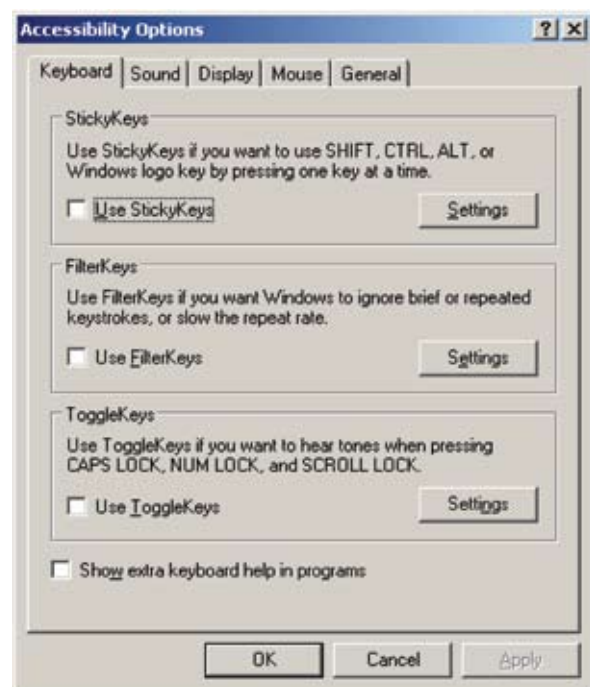 Accessibility Options
Keyboard Sound Display Mouse General
StickyKeys
Use StickyKeys if you want to use SHIFT, CTRL, ALT, or
Windows logo key by pressing one key at a time.
Use StickyKeys Settings
FilterKeys
Use FilterKeys if you want Windows to ignore brief or repeated
keystrokes, or slow the repeat rate.
Use FilterKeys Settings
ToggleKeys
Use ToggleKeys if you want to hear tones when pressing
CAPS LOCK, NUM LOCK, and SCROLL LOCK.
Use ToggleKeys Settings
Show extra keyboard help in programs
OK Cancel Apply